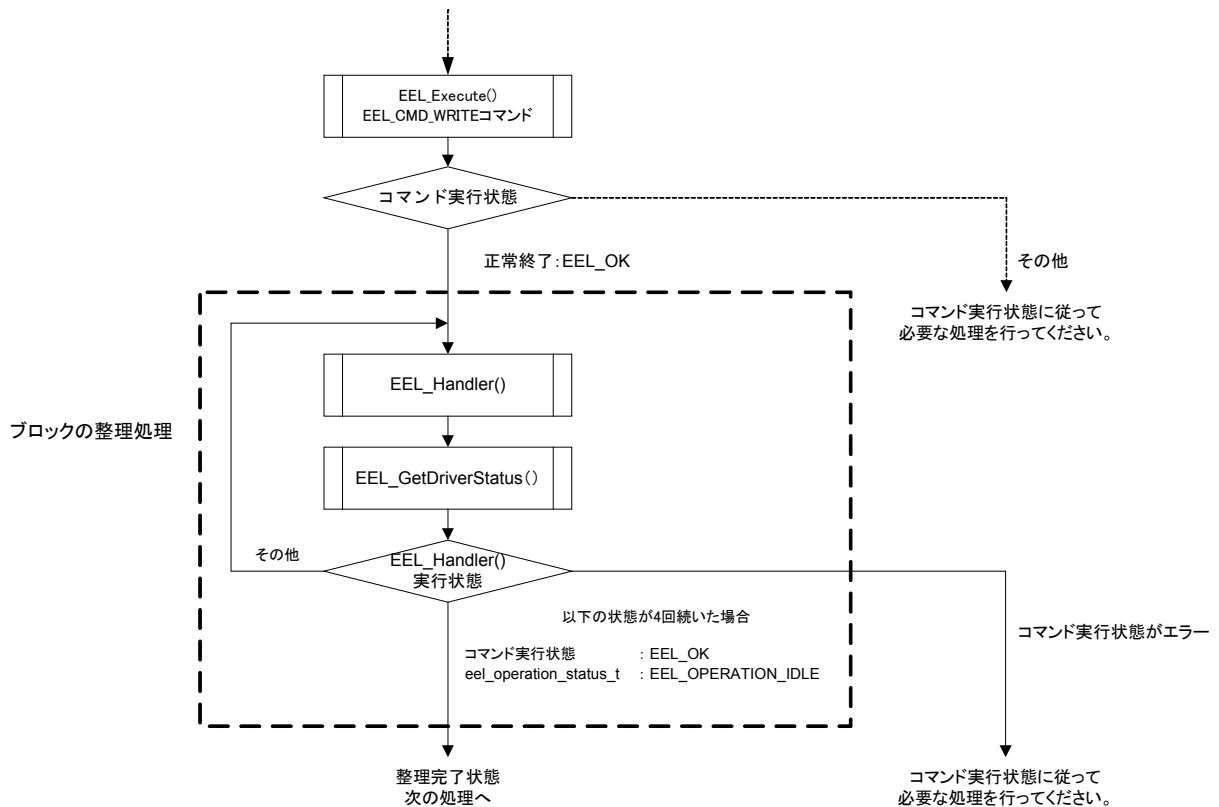 EEL_Execute()
EEL_CMD_WRITEコマンド
コマンド実行状態
正常終了:EEL_OK
その他
コマンド実行状態に従って
必要な処理を行ってください。
EEL_Handler()
ブロックの整理処理
EEL_GetDriverStatus()
その他
EEL_Handler()
実行状態
以下の状態が4回続いた場合
コマンド実行状態 : EEL_OK
eel_operation_status_t : EEL_OPERATION_IDLE
コマンド実行状態がエラー
整理完了状態
次の処理へ
コマンド実行状態に従って
必要な処理を行ってください。